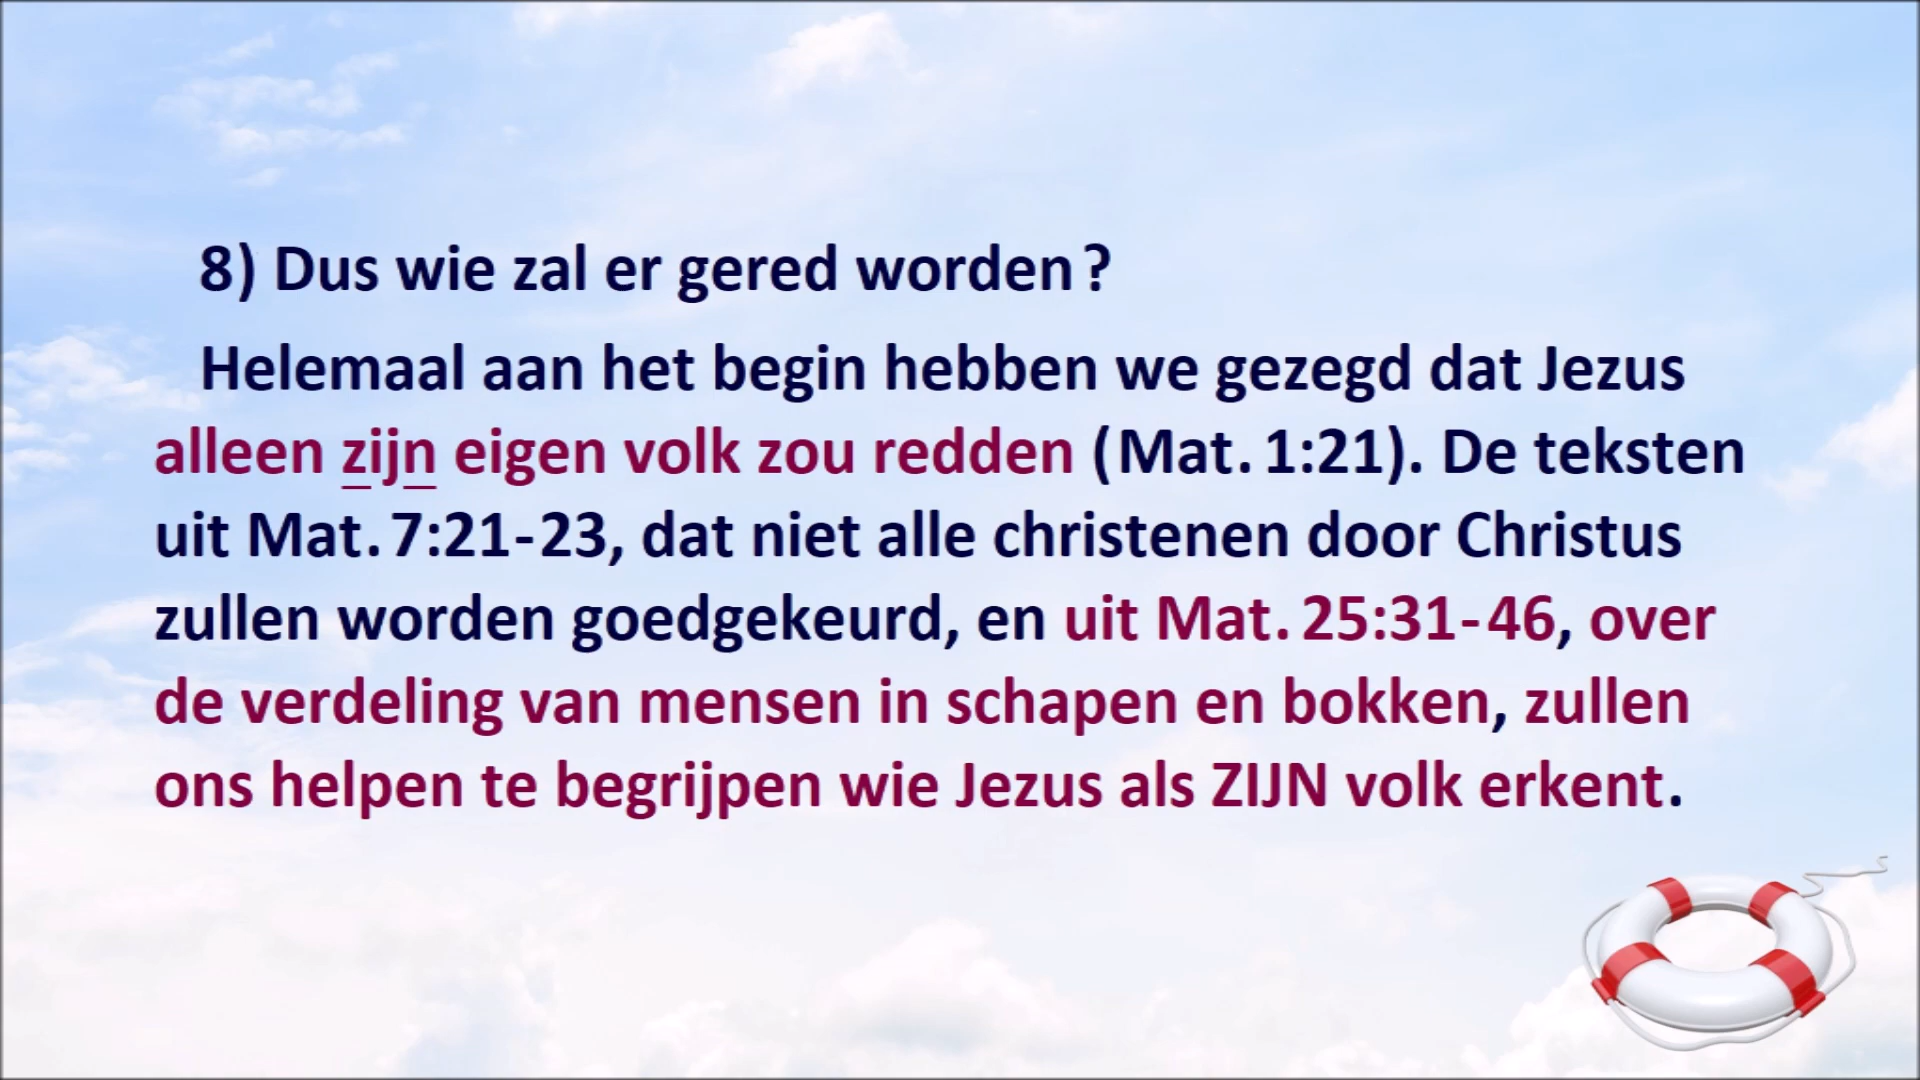 8) Dus wie zal er gered worden?
Helemaal aan het begin hebben we gezegd dat Jezus
alleen zijn eigen volk zou redden (Mat. 1:21). De teksten
uit Mat. 7:21-23, dat niet alle christenen door Christus
zullen worden goedgekeurd, en uit Mat. 25:31-46, over
de verdeling van mensen in schapen en bokken, zullen
ons helpen te begrijpen wie Jezus als ZIJN volk erkent.